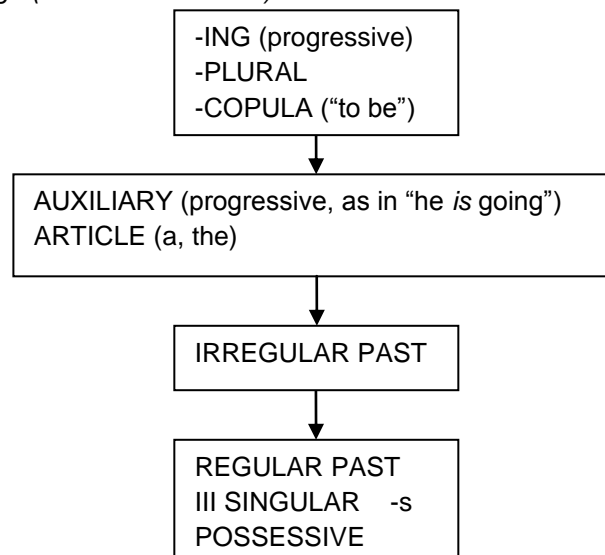 -ING (progressive)
-PLURAL
-COPULA (“to be”)
AUXILIARY (progressive, as in “he is going”)
ARTICLE (a, the)
IRREGULAR PAST
REGULAR PAST
III SINGULAR -s
POSSESSIVE